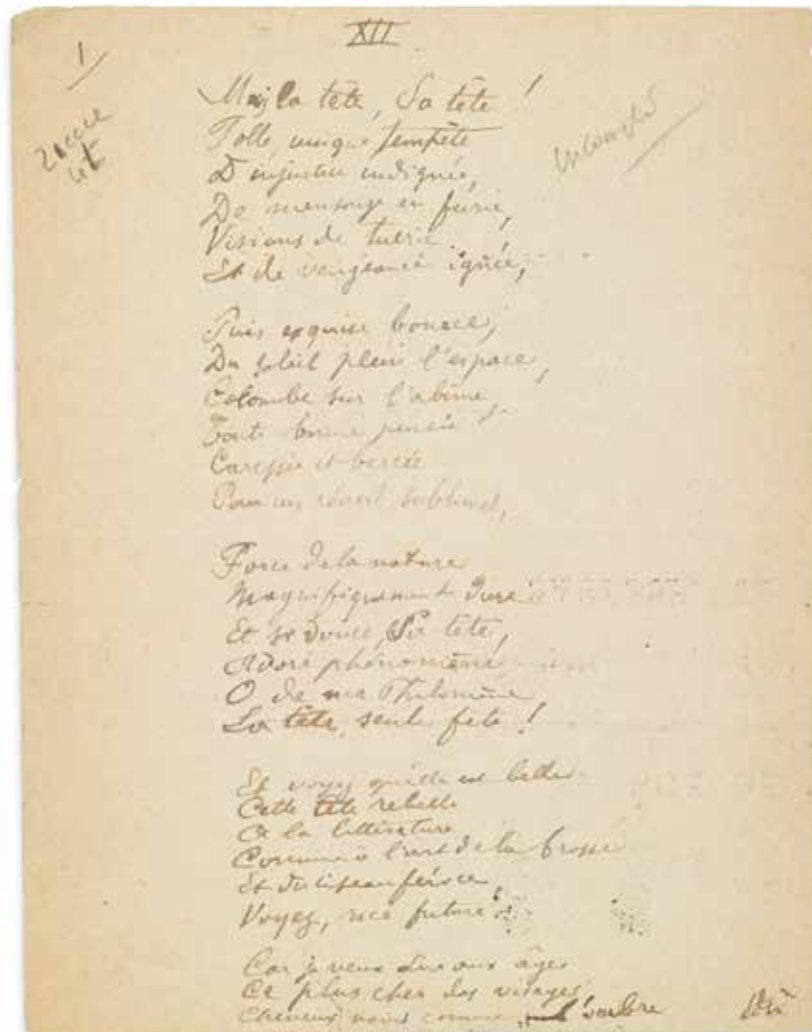 XII
1
incomplet
Mais la tête, Sa tête !
Folle, unique tempête
D'injustice indignée,
De mensonge en furie,
Visions de tuerie
Et de vengeance ignée,
Puis exquise bonace,
Du soleil plein l'espace,
Colombe sur l'abîme,
Toute bonne pensée
Caressée et bercée
Pour un réveil sublime,
Force de la nature
Magnifiquement dure
Et si douce, Sa tête,
Adoré phénomène
O de ma Philomène
La tête, seule fête !
Et voyez qu'elle est belle
Cette tête rebelle
A la littérature
Comme à l'art de la brosse
Et du ciseau féroce,
Voyez, race future !
Car je veux dire aux âges
Ce plus cher des visages
Cheveux noirs comme l'ombre